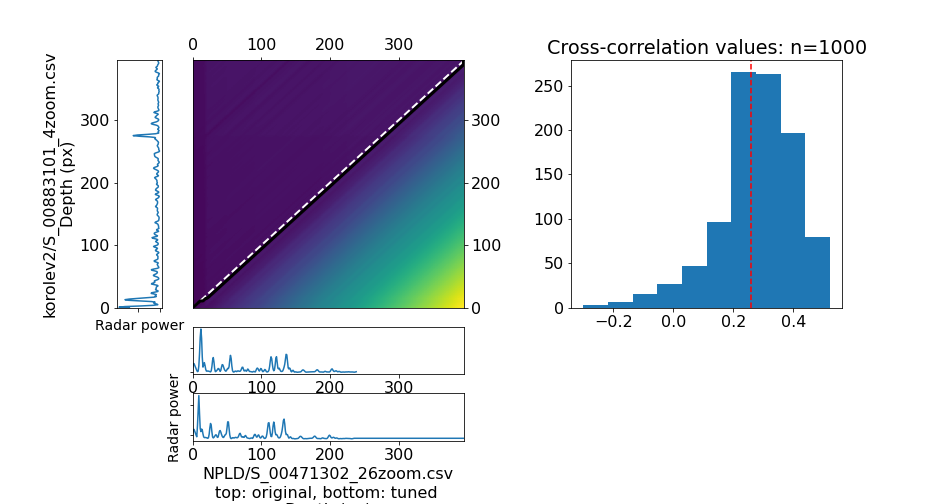 Cross-correlation values: n=1000
0 100 200 300
korolev2/S_00883101_4zoom.csv
Depth (px)
300
200
100
0
300
200
100
0
250
200
150
100
50
0
−0.2 0.0 0.2 0.4
Radar power
0 100 200 300
Radar power
0 100 200 300
NPLD/S_00471302_26zoom.csv
top: original, bottom: tuned